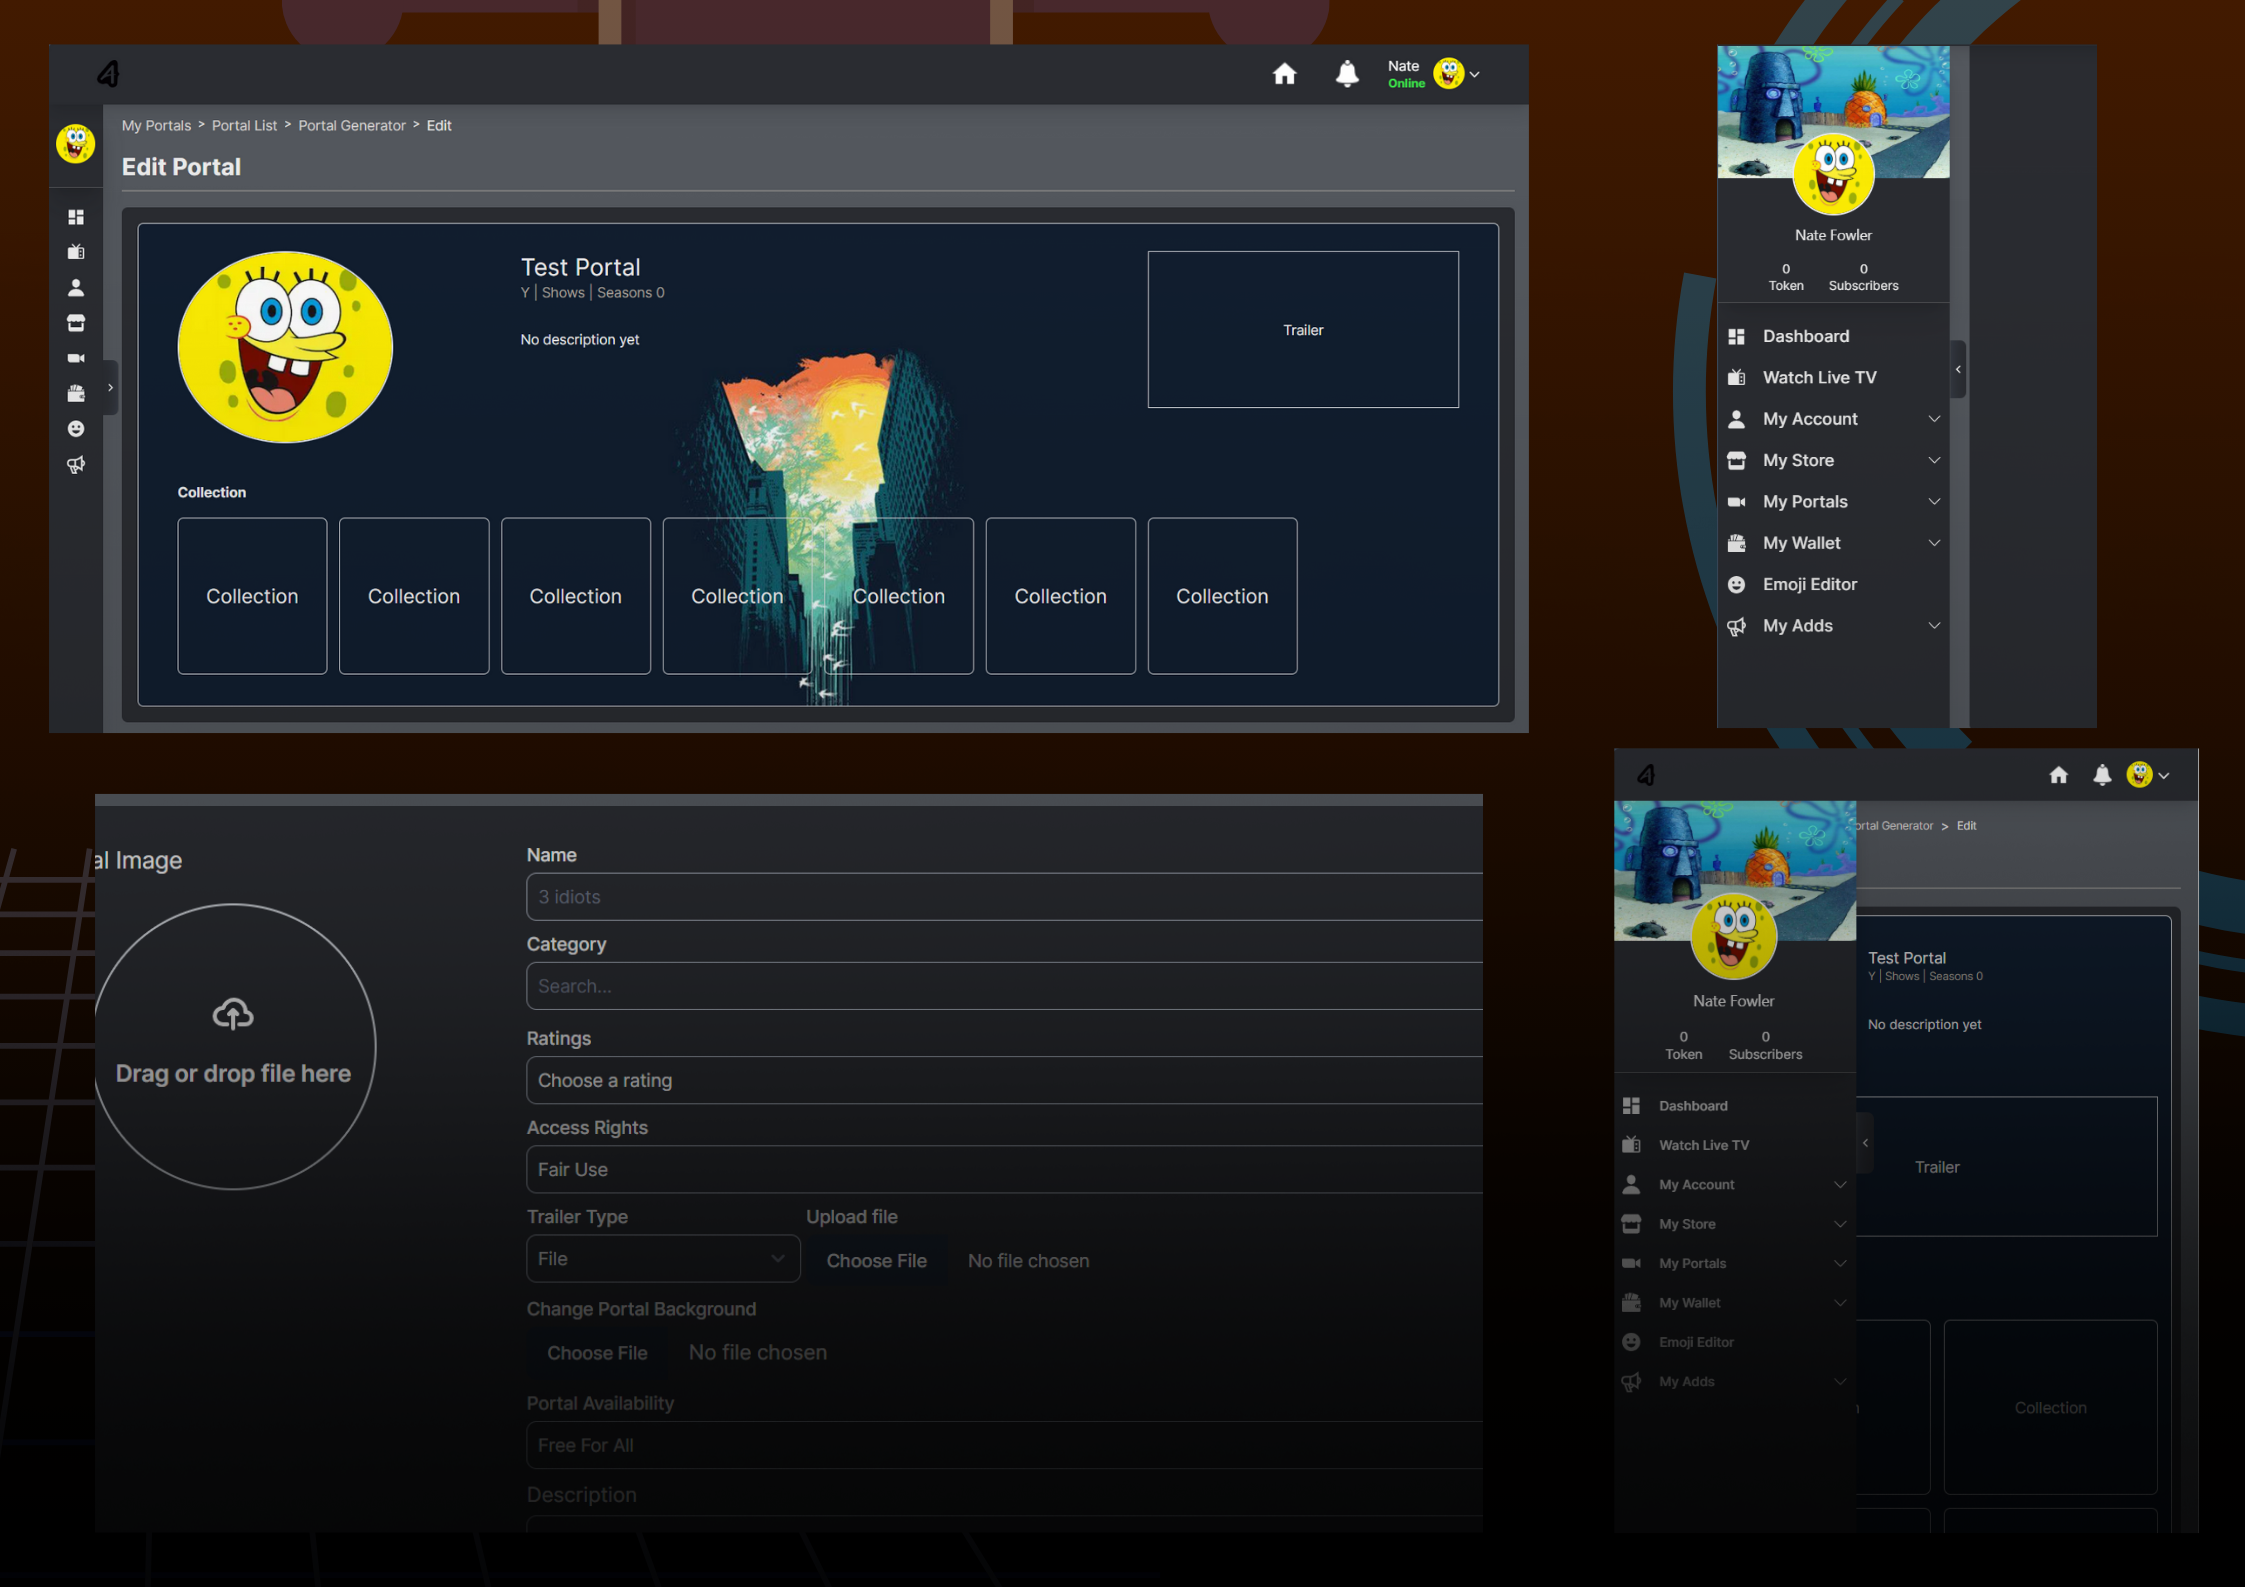 Nate
Online
My Portals > Portal List > Portal Generator > Edit
Edit Portal
Test Portal
Y | Shows | Seasons 0
No description yet
Trailer
Collection
Collection Collection Collection Collection Collection Collection Collection
Nate Fowler
0 0
Token Subscribers
Dashboard
Watch Live TV
My Account
My Store
My Portals
My Wallet
Emoji Editor
My Adds
al Image
Drag or drop file here
Name
3 idiots
Category
Search...
Ratings
Choose a rating
Access Rights
Fair Use
Trailer Type Upload file
File Choose File No file chosen
Change Portal Background
Choose File No file chosen
Portal Availability
Free For All
Description
ortal Generator > Edit
Nate Fowler
0 0
Token Subscribers
Dashboard
Watch Live TV
My Account
My Store
My Portals
My Wallet
Emoji Editor
My Adds
Test Portal
Y | Shows | Seasons 0
No description yet
Trailer
Collection